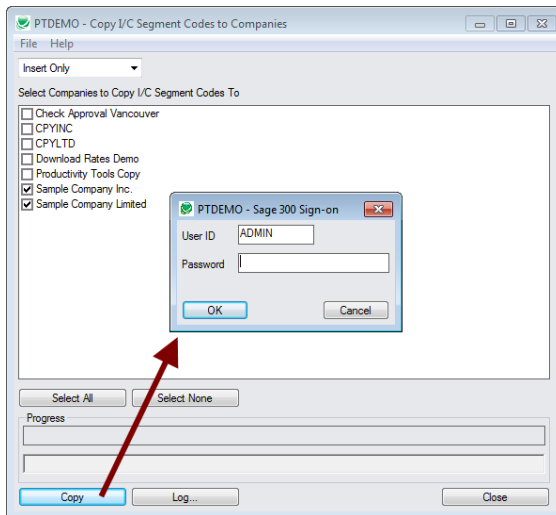 PTDEMO - Copy I/C Segment Codes to Companies
File Help
Insert Only
Select Companies to Copy I/C Segment Codes To
Check Approval Vancouver
CPYINC
CPYLTD
Download Rates Demo
Productivity Tools Copy
Sample Company Inc.
Sample Company Limited
PTDEMO - Sage 300 Sign-on
User ID ADMIN
Password
OK Cancel
Select All Select None
Progress
Copy Log... Close